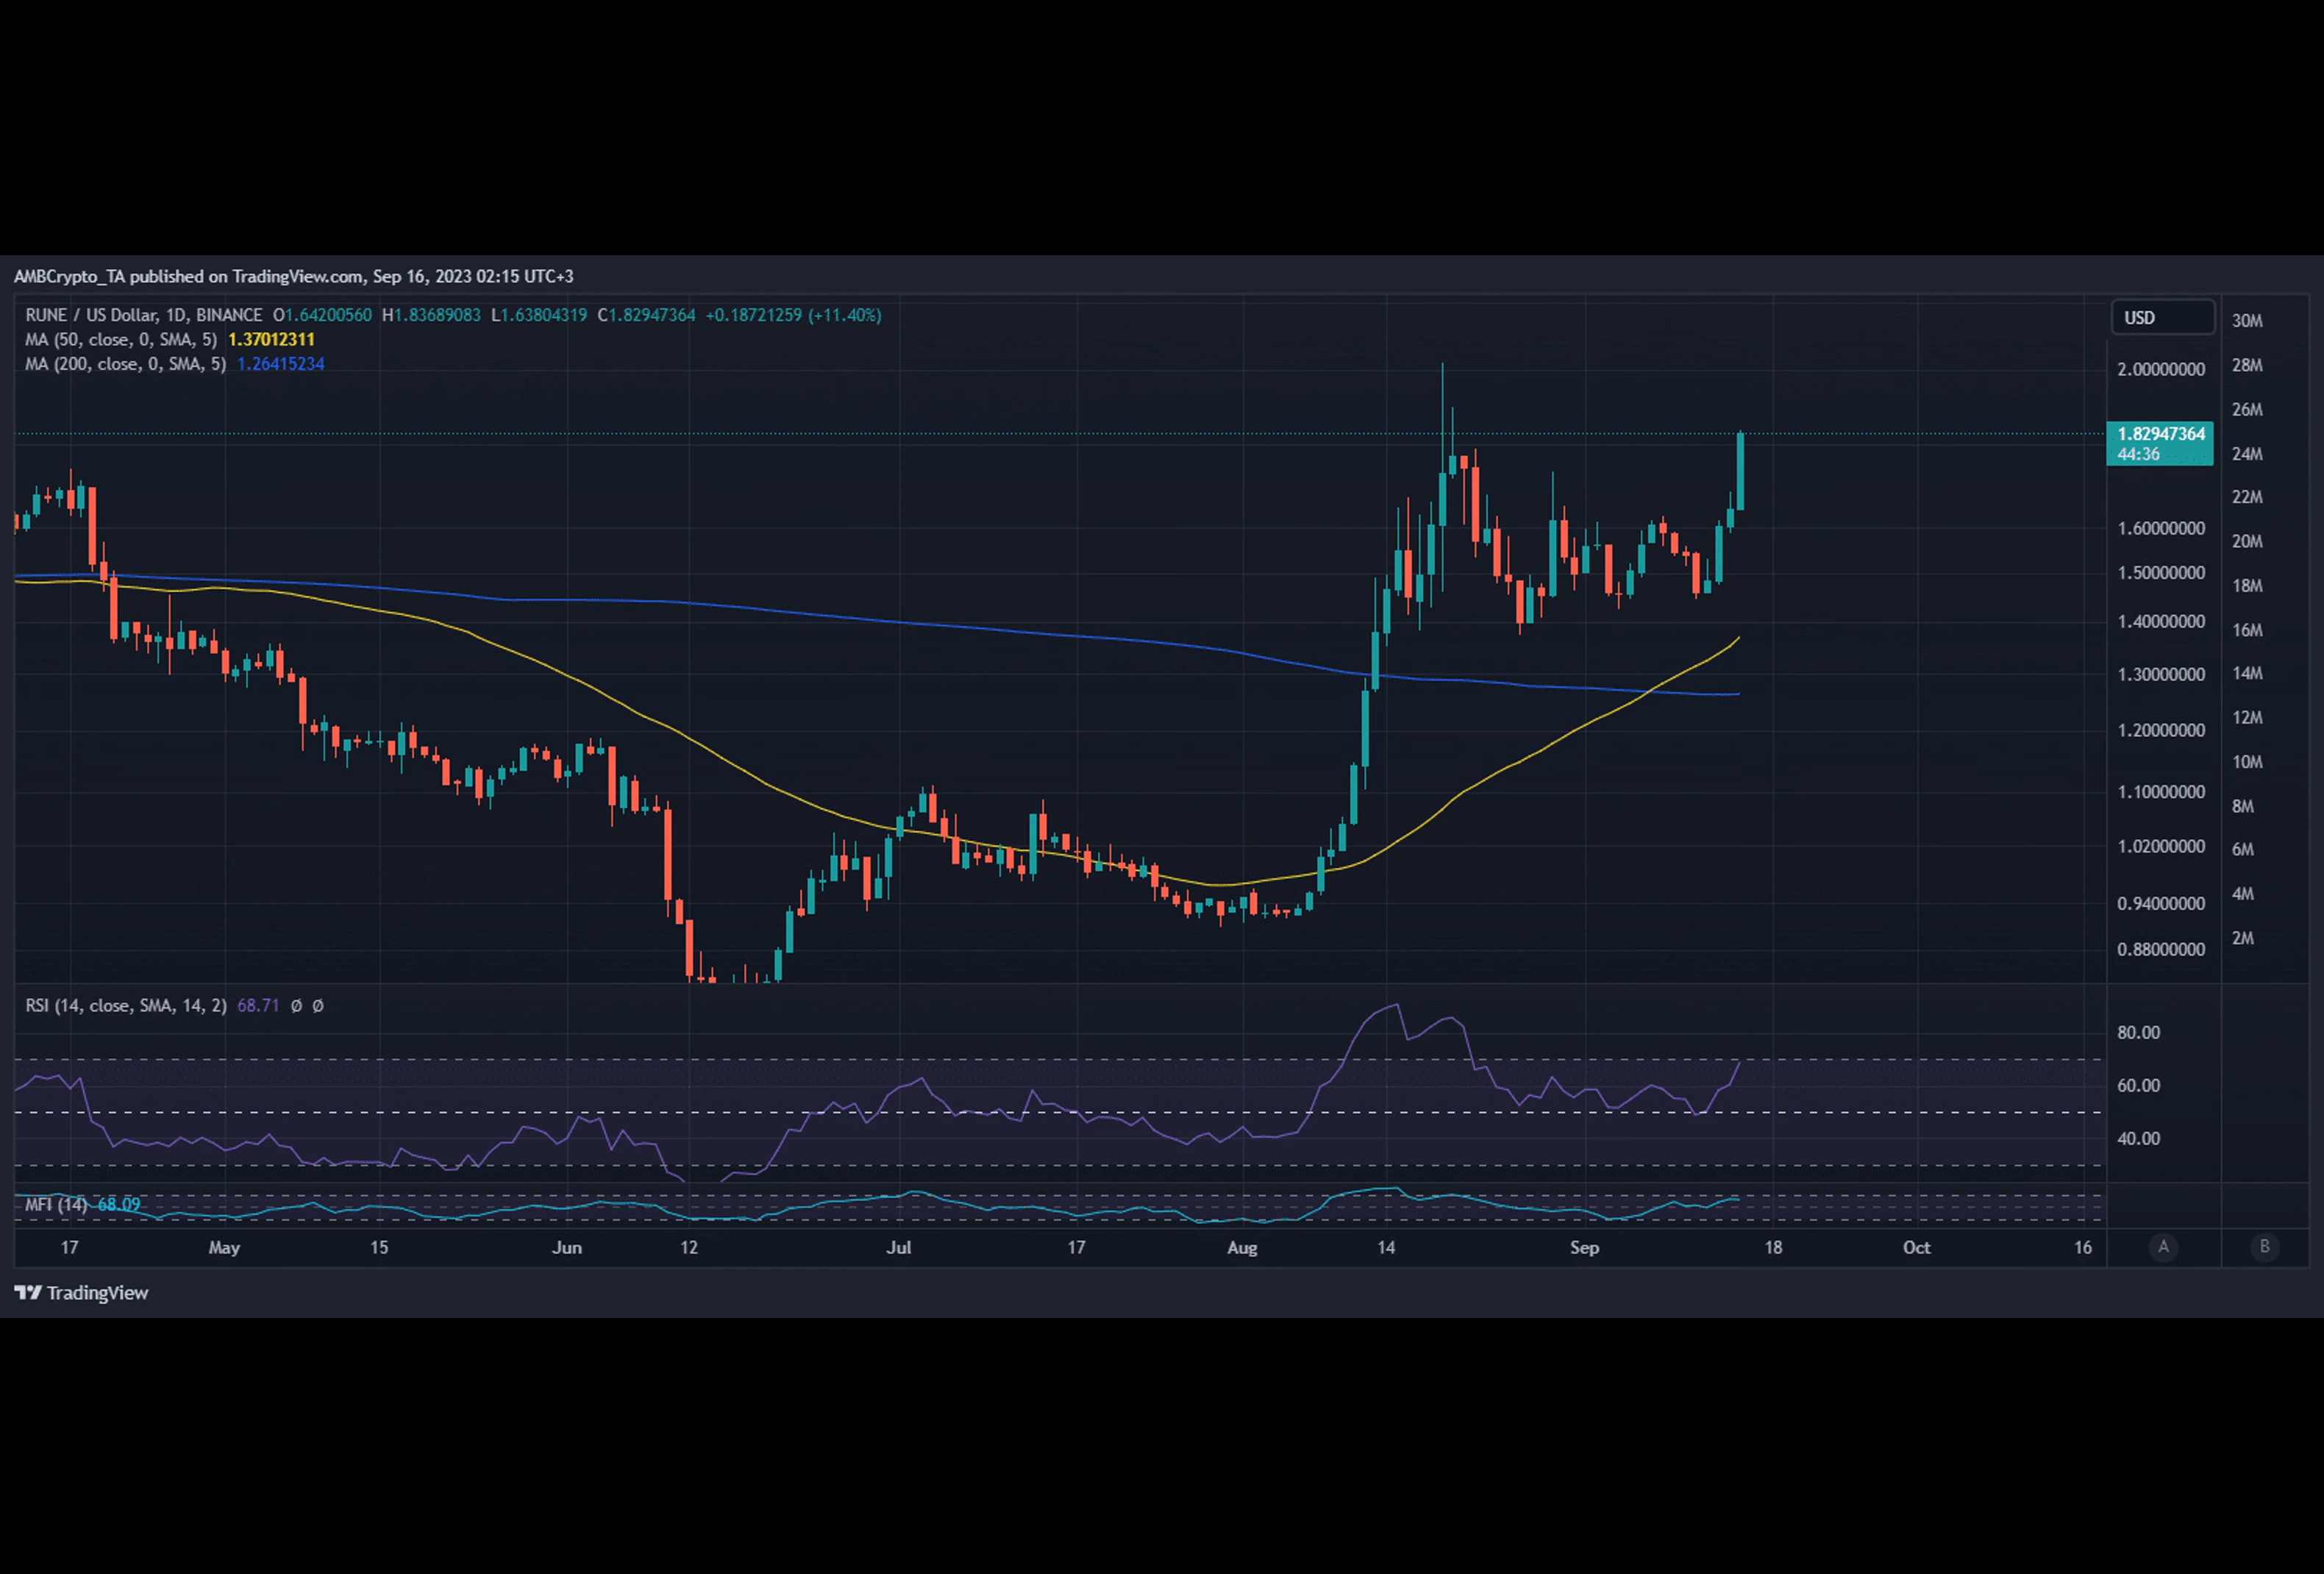 AMBCrypto_TA published on TradingView.com, Sep 16, 2023 02:15 UTC+3
RUNE / US Dollar, 1D, BINANCE O1.64200560 H1.83689083 L1.63804319 C1.82947364 +0.18721259 (+11.40%)
MA (50, close, 0, SMA, 5) 1.37012311
MA (200, close, 0, SMA, 5) 1.26415234
USD
2.00000000
1.82947364
44:36
1.60000000
1.50000000
1.40000000
1.30000000
1.20000000
1.10000000
1.02000000
0.94000000
0.88000000
30M
28M
26M
24M
22M
20M
18M
16M
14M
12M
10M
8M
6M
4M
2M
RSI (14, close, SMA, 14, 2) 68.71 Ø Ø
80.00
60.00
40.00
MFI (14) 68.09
17 May 15 Jun 12 Jul 17 Aug 14 Sep 18 Oct 16 A B
TradingView